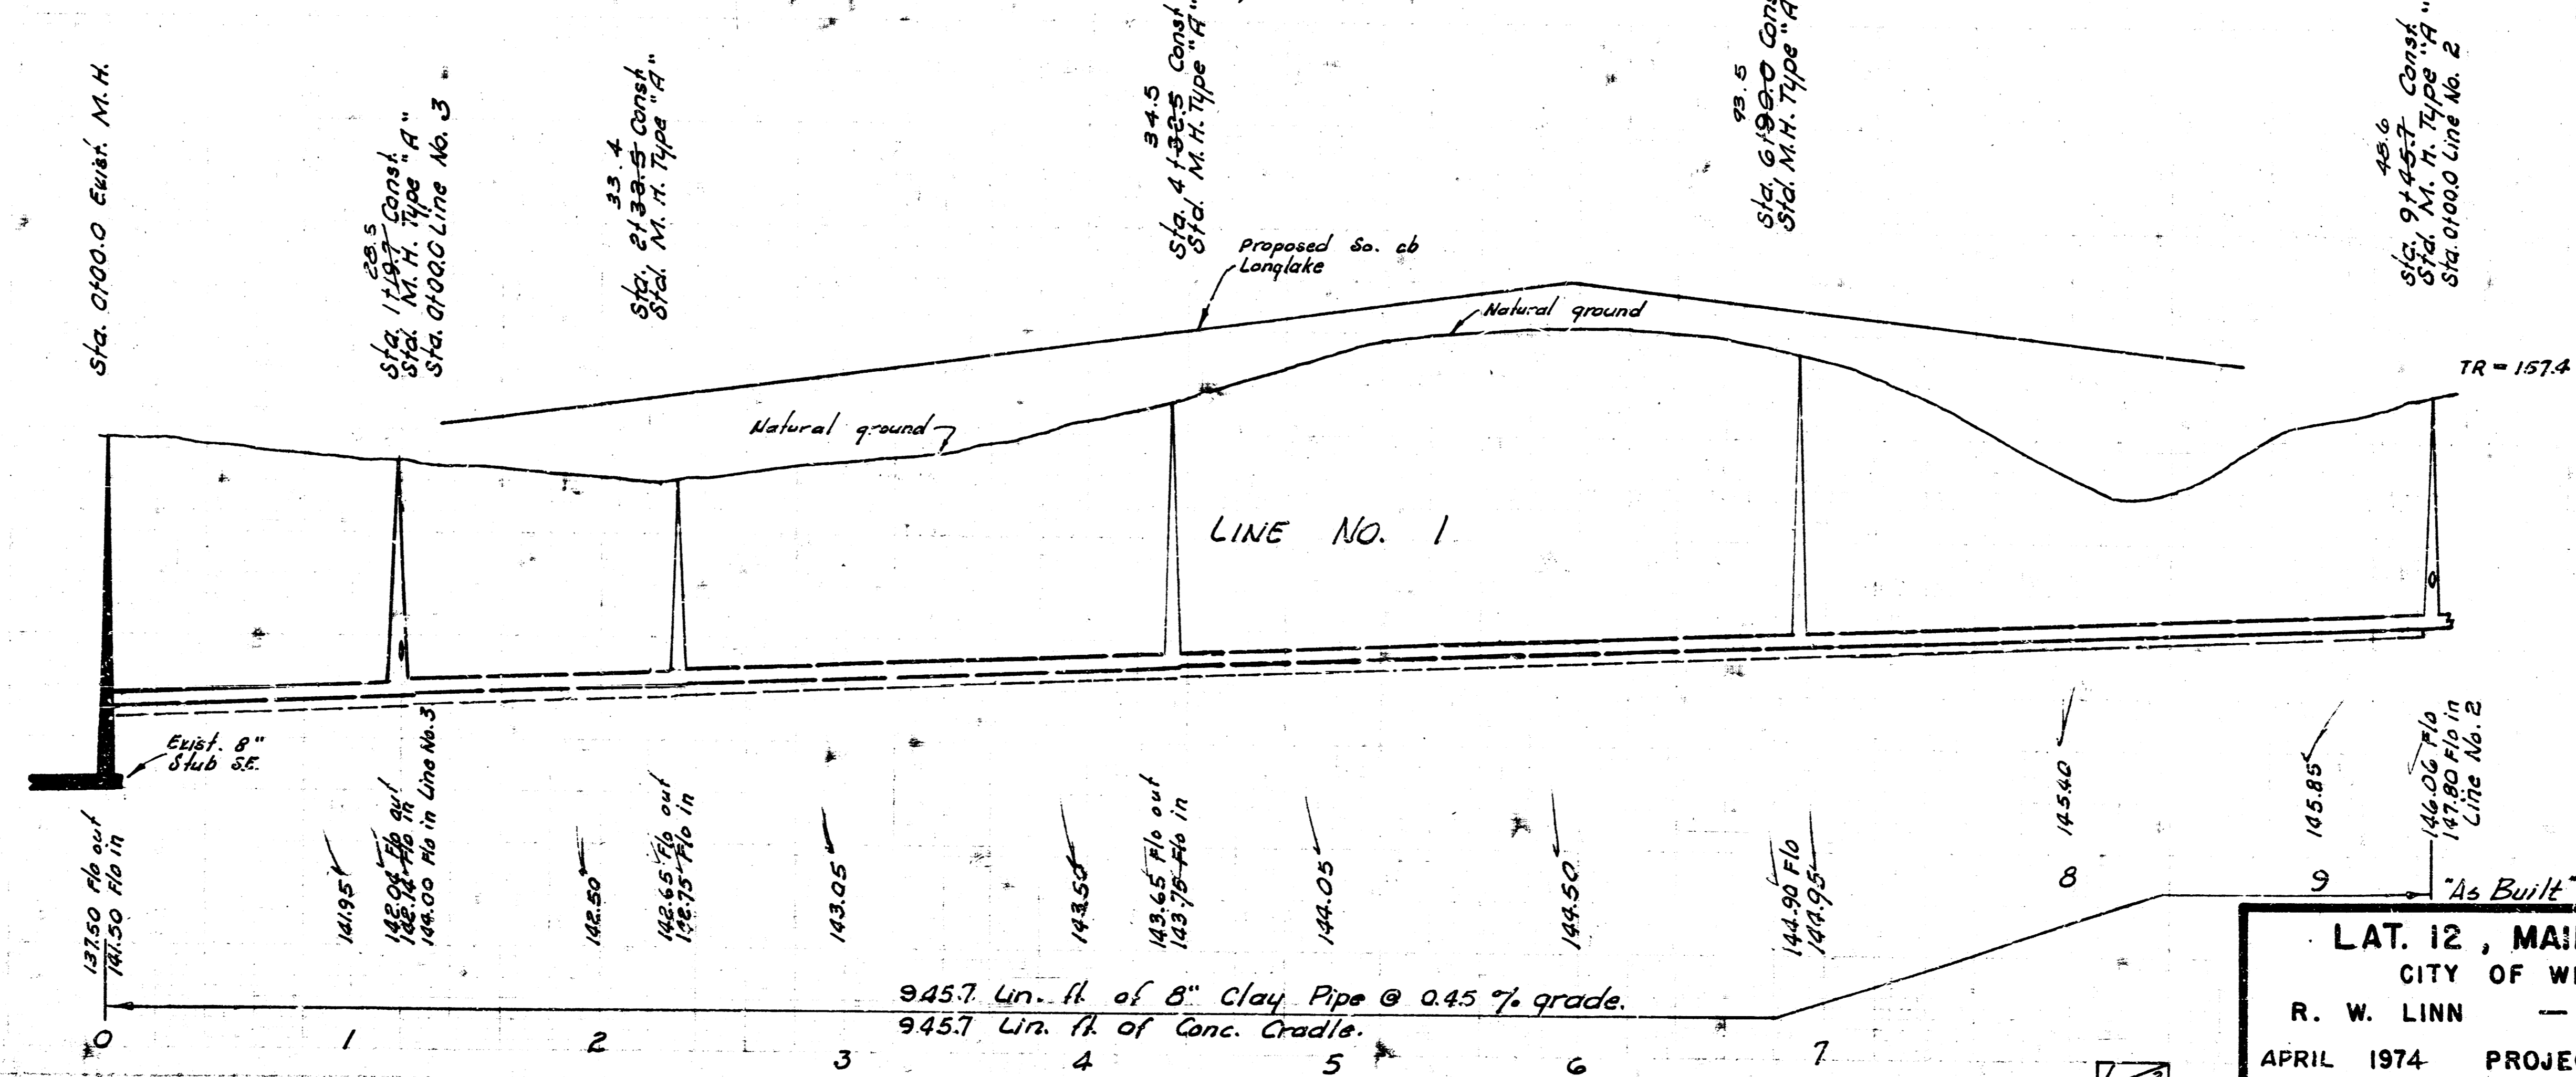 Sta. 0+00.0 Exist. M.H.
28.5
Sta. 1+19.7 Const.
Std. M.H. Type "A"
Sta. 0+00.0 Line No. 3
33.4
Sta. 2+33.5 Const
Std. M.H. Type "A"
34.5
Sta. 4+32.5 Const
Std. M.H. Type "A"
93.5
Sta. 6+90.0 Cons
Std. M.H. Type "A
48.6
Sta. 9+45.7 Const.
Std. M.H. Type "A"
Sta. 0+00.0 Line No. 2
Proposed So. cb
Longlake
Natural ground
TR = 157.4
Natural ground
LINE NO. 1
Exist. 8"
Stub S.E.
137.50 Flo out
141.50 Flo in
141.95
142.04 Flo out
142.14 Flo in
144.00 Flo in Line No. 3
142.50
142.65 Flo out
142.75 Flo in
143.05
143.50
143.65 Flo out
143.75 Flo in
144.05
144.50
144.90 Flo
144.95
145.40
145.85
146.06 Flo
147.80 Flo in
Line No. 2
"As Built"
945.7 Lin. ft. of 8" Clay Pipe @ 0.45 % grade.
945.7 Lin. ft. of Conc. Cradle.
0 1 2 3 4 5 6 7 8 9
LAT. 12 , MAI
CITY OF WI
R. W. LINN —
APRIL 1974 PROJEC